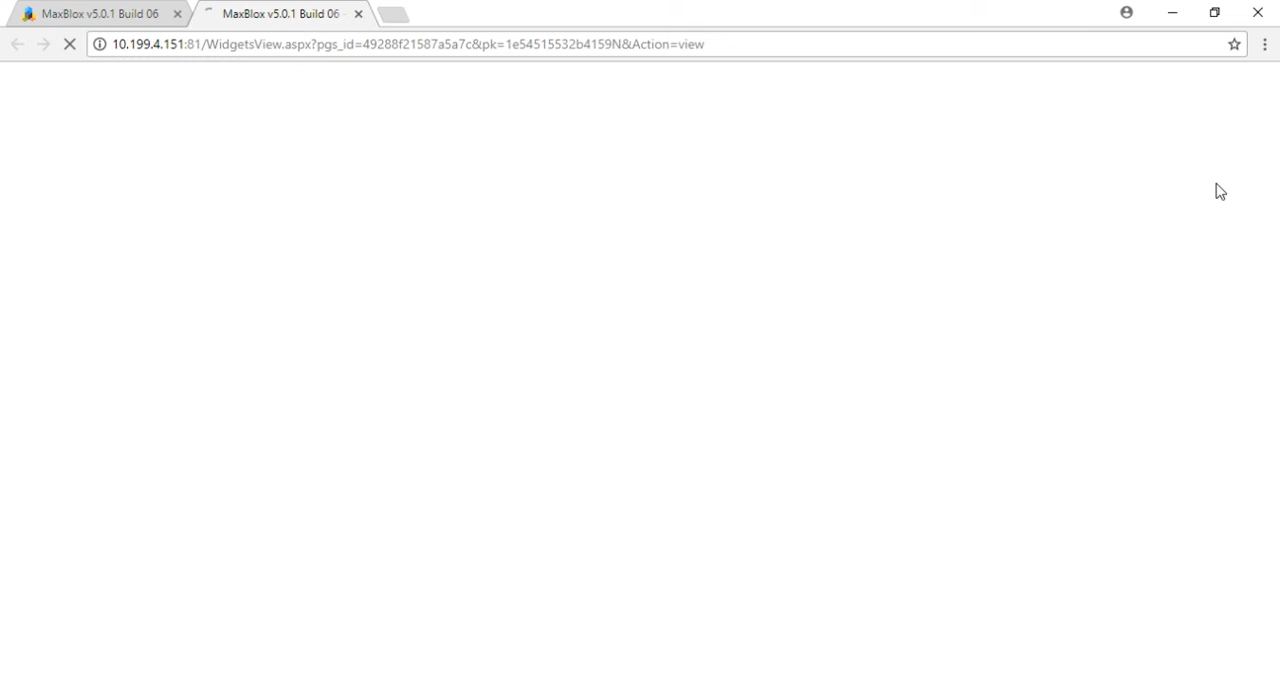 MaxBlox v5.0.1 Build 06
MaxBlox v5.0.1 Build 06
10.199.4.151:81/WidgetsView.aspx?pgs_id=49288f21587a5a7c&pk=1e54515532b4159N&Action=view